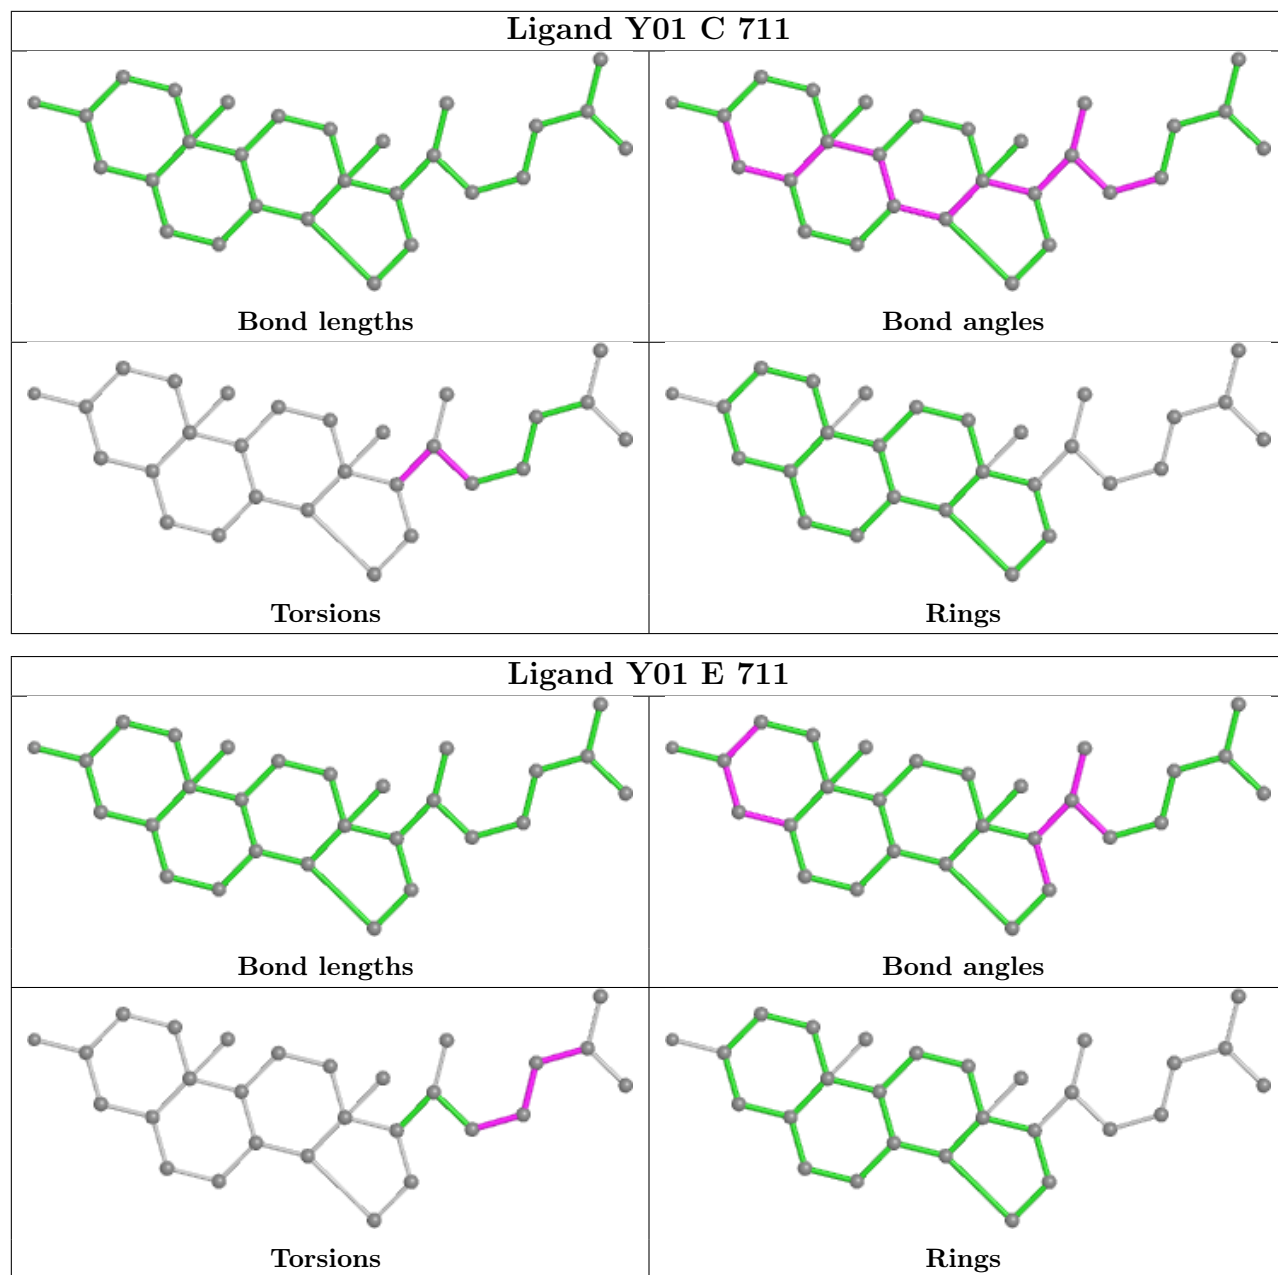 Ligand Y01 C 711
Bond lengths
Bond angles
Torsions
Rings
Ligand Y01 E 711
Bond lengths
Bond angles
Torsions
Rings